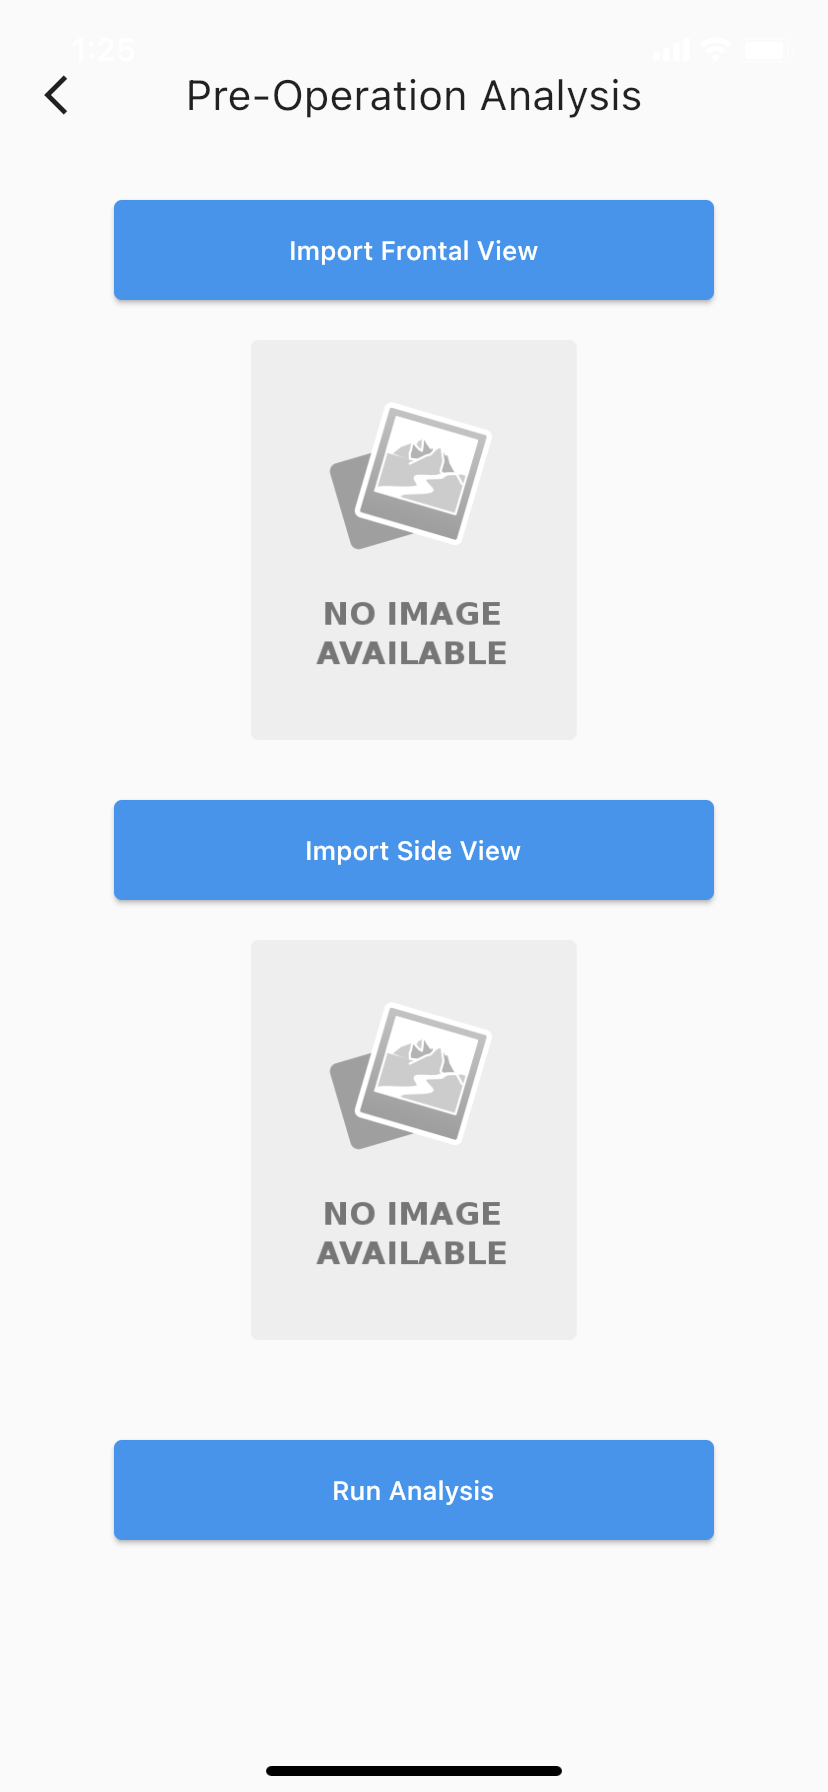 1:25
Pre-Operation Analysis
Import Frontal View
NO IMAGE
AVAILABLE
Import Side View
NO IMAGE
AVAILABLE
Run Analysis